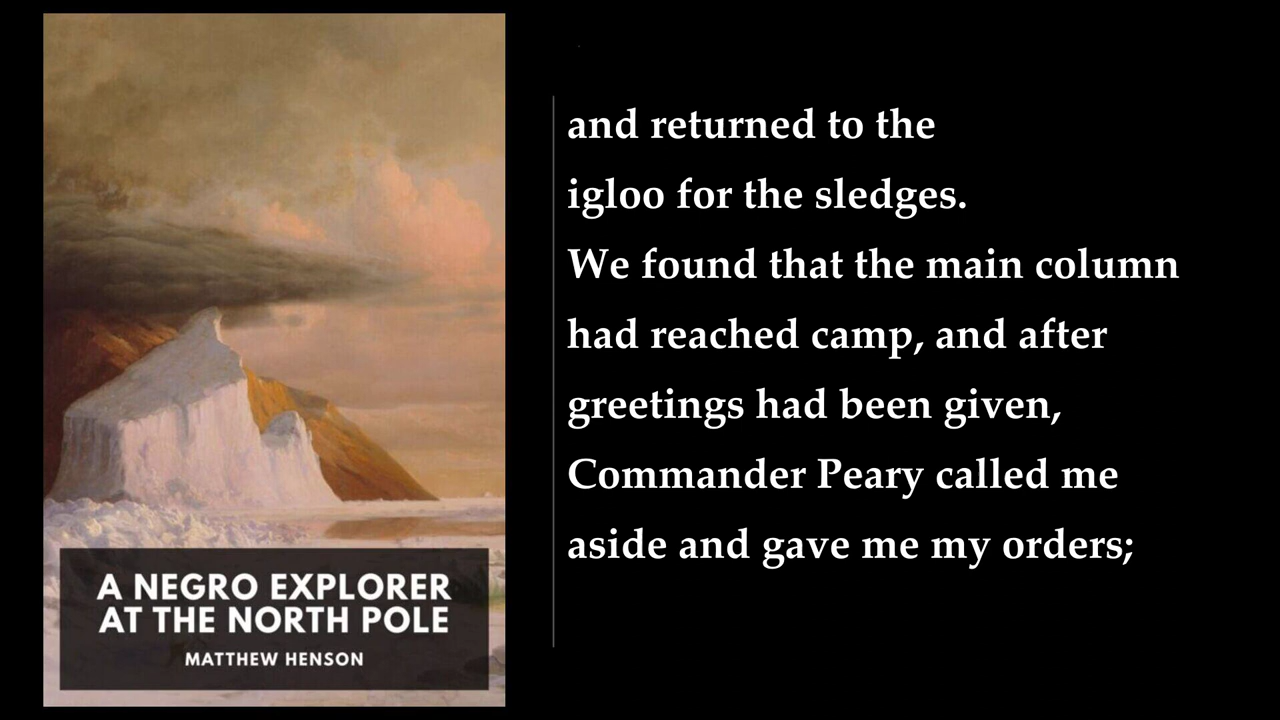 A NEGRO EXPLORER
AT THE NORTH POLE
MATTHEW HENSON
and returned to the
igloo for the sledges.
We found that the main column
had reached camp, and after
greetings had been given,
Commander Peary called me
aside and gave me my orders;